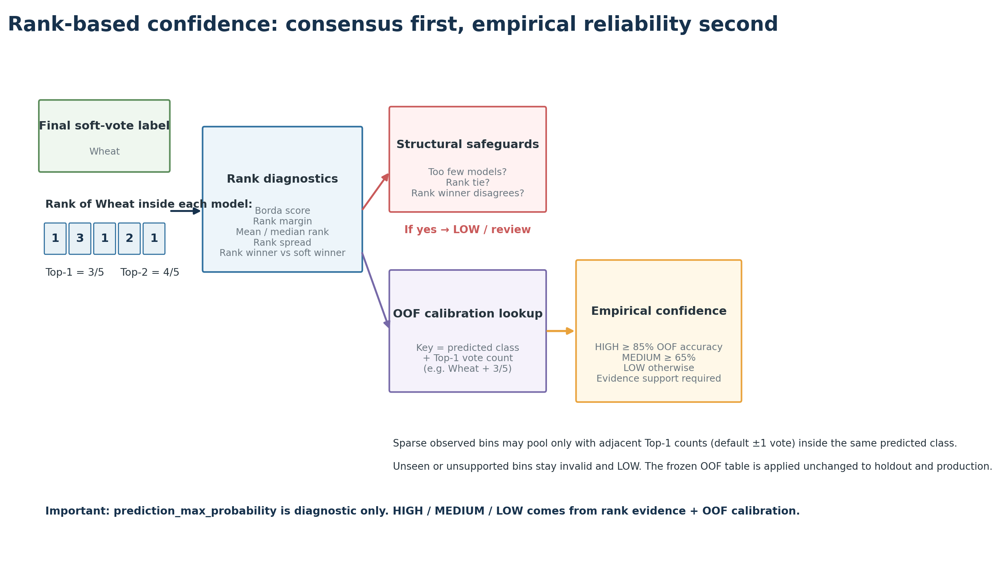 Rank-based confidence: consensus first, empirical reliability second
Final soft-vote label
Wheat
Rank of Wheat inside each model:
1 3 1 2 1
Top-1 = 3/5 Top-2 = 4/5
Rank diagnostics
Borda score
Rank margin
Mean / median rank
Rank spread
Rank winner vs soft winner
Structural safeguards
Too few models?
Rank tie?
Rank winner disagrees?
If yes → LOW / review
OOF calibration lookup
Key = predicted class
+ Top-1 vote count
(e.g. Wheat + 3/5)
Empirical confidence
HIGH ≥ 85% OOF accuracy
MEDIUM ≥ 65%
LOW otherwise
Evidence support required
Sparse observed bins may pool only with adjacent Top-1 counts (default ±1 vote) inside the same predicted class.
Unseen or unsupported bins stay invalid and LOW. The frozen OOF table is applied unchanged to holdout and production.
Important: prediction_max_probability is diagnostic only. HIGH / MEDIUM / LOW comes from rank evidence + OOF calibration.